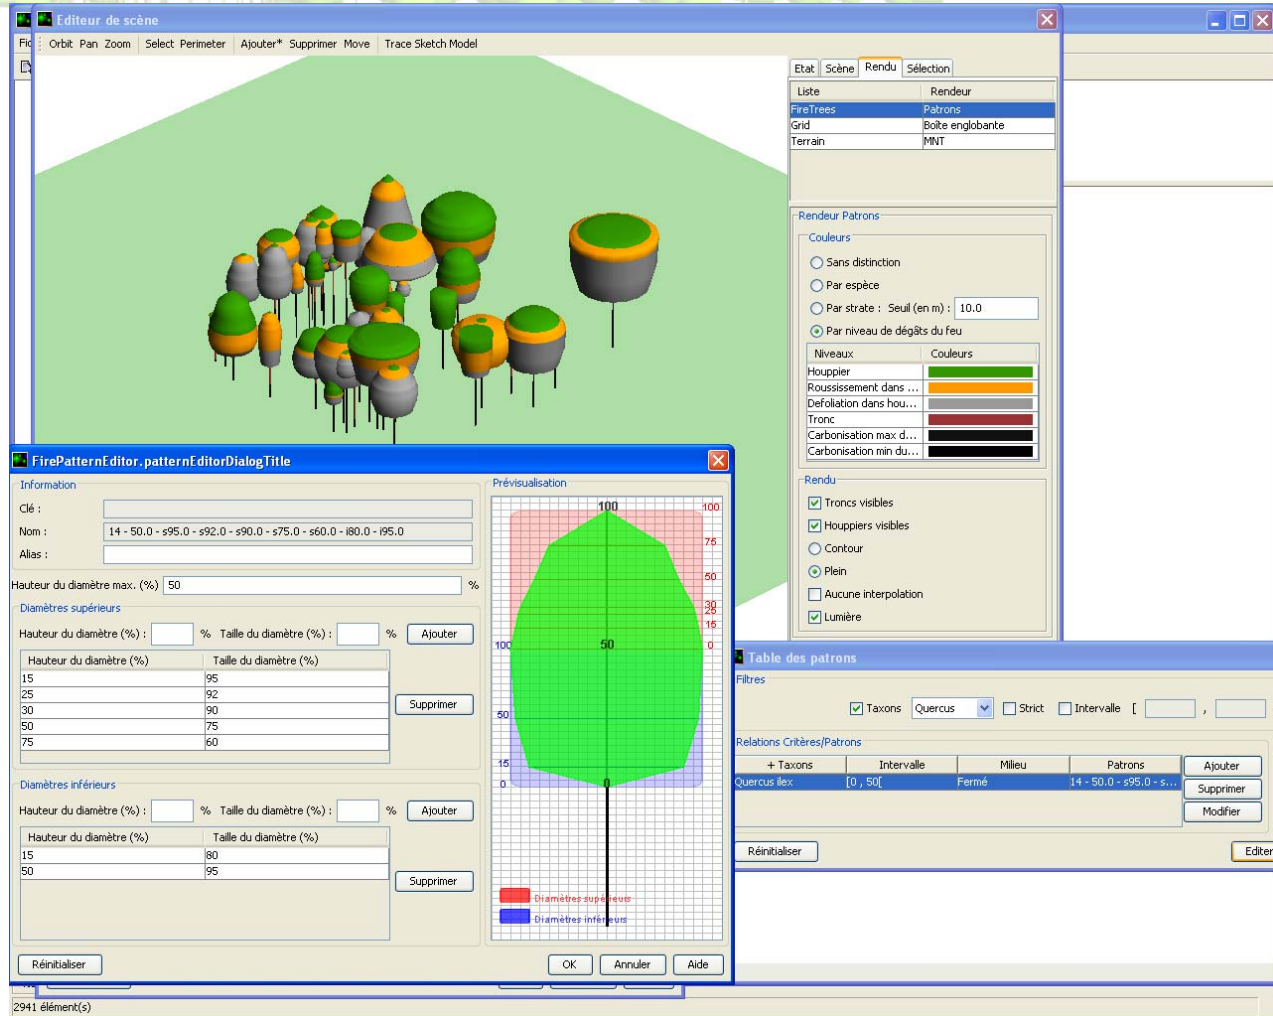 Editeur de scène
Orbit Pan Zoom Select Perimeter Ajouter* Supprimer Move Trace Sketch Model
Etat Scène Rendu Sélection
Liste Rendeur
FireTrees Patrons
Grid Boîte englobante
Terrain MNT
Rendeur Patrons
Couleurs
Sans distinction
Par espèce
Par strate : Seuil (en m) : 10.0
Par niveau de dégâts du feu
Niveaux Couleurs
Houppier
Roussissement dans ...
Defoliation dans hou...
Tronc
Carbonisation max d...
Carbonisation min du...
Rendu
Troncs visibles
Houppiers visibles
Contour
Plein
Aucune interpolation
Lumière
FirePatternEditor.patternEditorDialogTitle
Information
Clé :
Nom : 14 - 50.0 - s95.0 - s92.0 - s90.0 - s75.0 - s60.0 - i80.0 - i95.0
Alias :
Hauteur du diamètre max. (%) 50 %
Diamètres supérieurs
Hauteur du diamètre (%) : % Taille du diamètre (%) : % Ajouter
Hauteur du diamètre (%) Taille du diamètre (%)
15 95
25 92
30 90
50 75
75 60
Supprimer
Diamètres inférieurs
Hauteur du diamètre (%) : % Taille du diamètre (%) : % Ajouter
Hauteur du diamètre (%) Taille du diamètre (%)
15 80
50 95
Supprimer
Réinitialiser
Prévisualisation
100 100
75
50
30
25
15
100 50 0
50
15
0 0
Diamètres supérieurs
Diamètres inférieurs
OK Annuler Aide
Table des patrons
Filtres
Taxons Quercus Strict Intervalle [ ,
Relations Critères/Patrons
+ Taxons Intervalle Milieu Patrons
Quercus ilex [0 , 50[ Fermé 14 - 50.0 - s95.0 - s...
Ajouter
Supprimer
Modifier
Réinitialiser Editer
2941 élément(s)